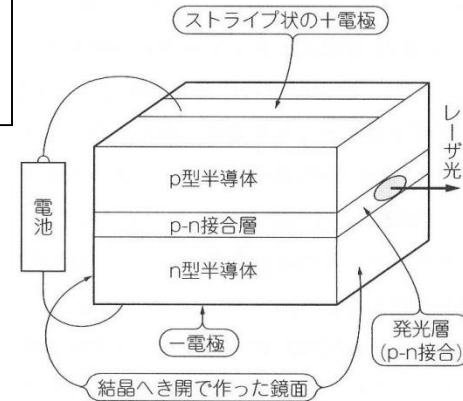 ストライプ状の+電極
レーザ光
p型半導体
電池
p-n接合層
n型半導体
発光層
(p-n接合)
−電極
結晶へき開で作った鏡面